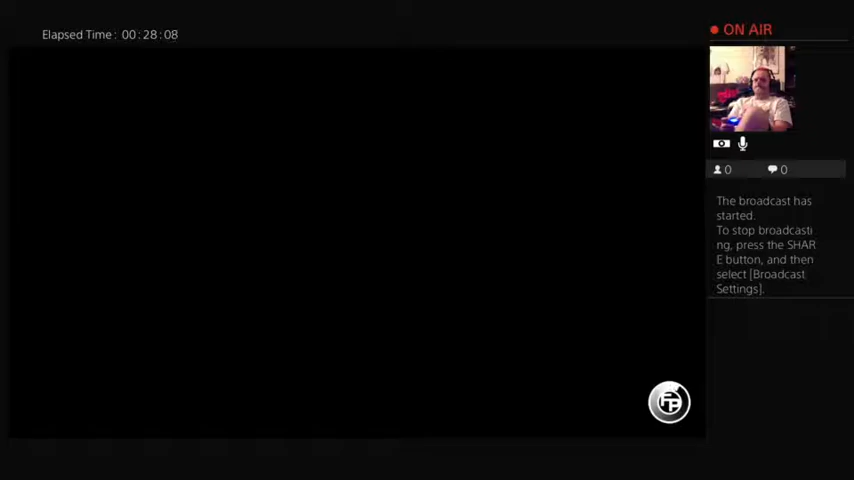 Elapsed Time: 00:28:08
ON AIR
0 0
The broadcast has
started.
To stop broadcasti
ng, press the SHAR
E button, and then
select [Broadcast
Settings].